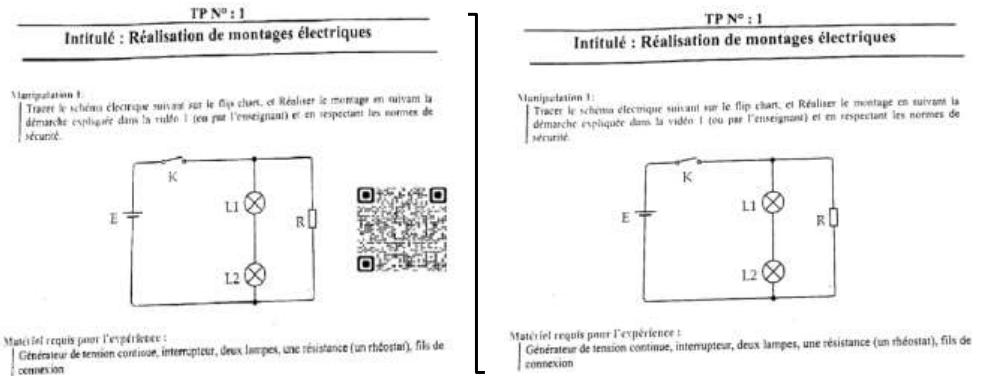 TP N° : 1
Intitulé : Réalisation de montages électriques
Manipulation 1:
Tracer le schéma électrique suivant sur le flip chart, et Réaliser le montage en suivant la
démarche expliquée dans la vidéo 1 (ou par l'enseignant) et en respectant les normes de
sécurité.
K
E
L1
R
L2
Matériel requis pour l'expérience :
Générateur de tension continue, interrupteur, deux lampes, une résistance (un rhéostat), fils de
connexion
TP N° : 1
Intitulé : Réalisation de montages électriques
Manipulation 1:
Tracer le schéma électrique suivant sur le flip chart, et Réaliser le montage en suivant la
démarche expliquée dans la vidéo 1 (ou par l'enseignant) et en respectant les normes de
sécurité.
K
E
L1
R
L2
Matériel requis pour l'expérience :
Générateur de tension continue, interrupteur, deux lampes, une résistance (un rhéostat), fils de
connexion